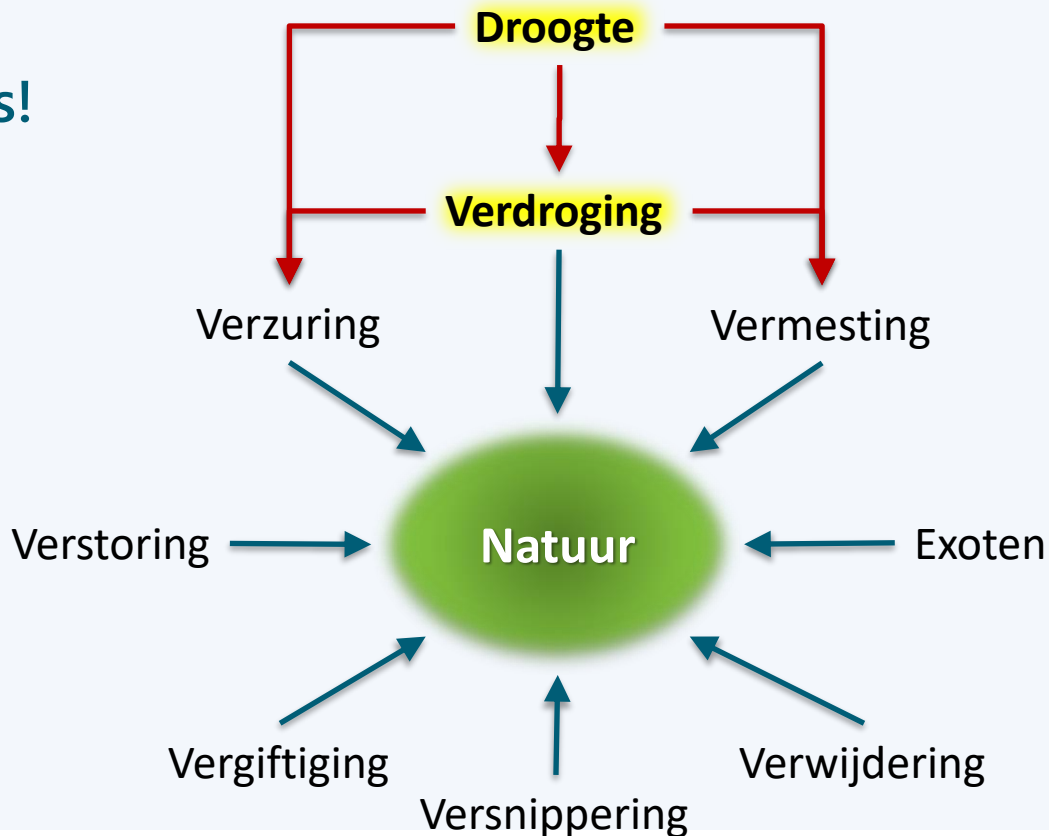 Droogte
s!
Verdroging
Verzuring
Vermesting
Verstoring
Natuur
Exoten
Vergiftiging
Verwijdering
Versnippering